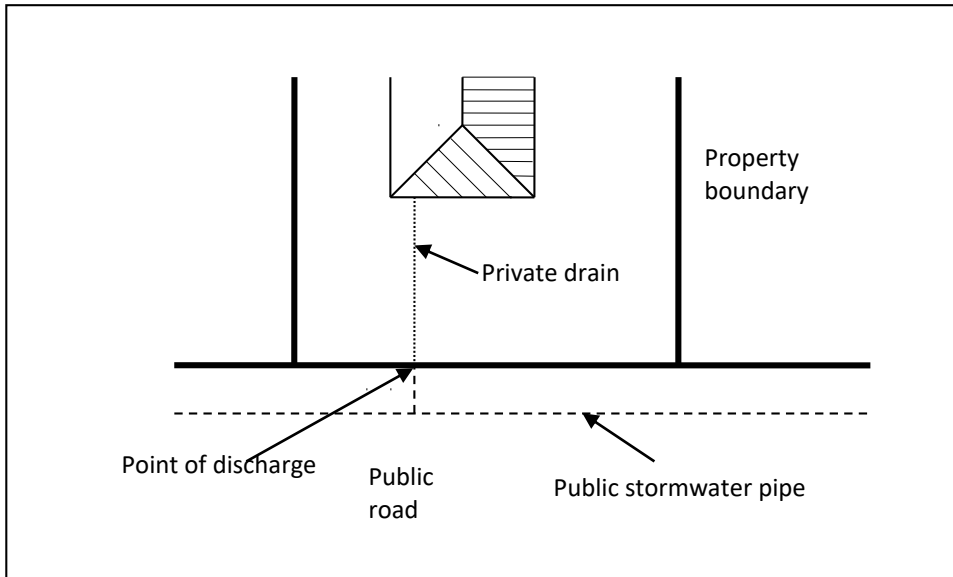 Property
boundary
Private drain
Point of discharge
Public
road
Public stormwater pipe